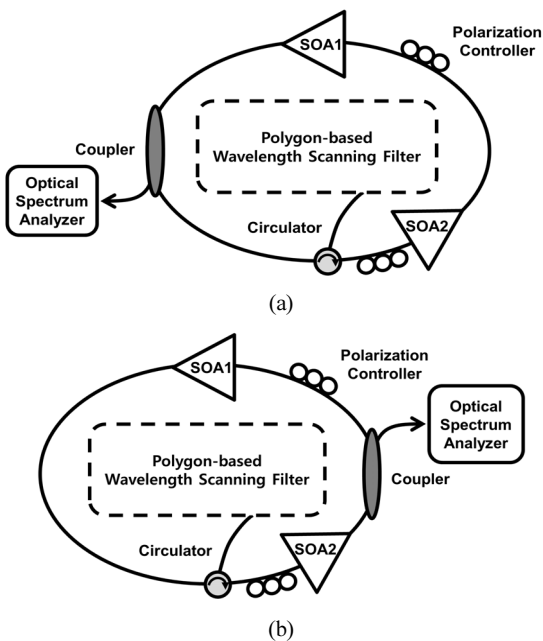 SOA1
Polarization
Controller
Coupler
Polygon-based
Wavelength Scanning Filter
Optical
Spectrum
Analyzer
Circulator
SOA2
(a)
SOA1
Polarization
Controller
Optical
Spectrum
Analyzer
Polygon-based
Wavelength Scanning Filter
Coupler
Circulator
SOA2
(b)